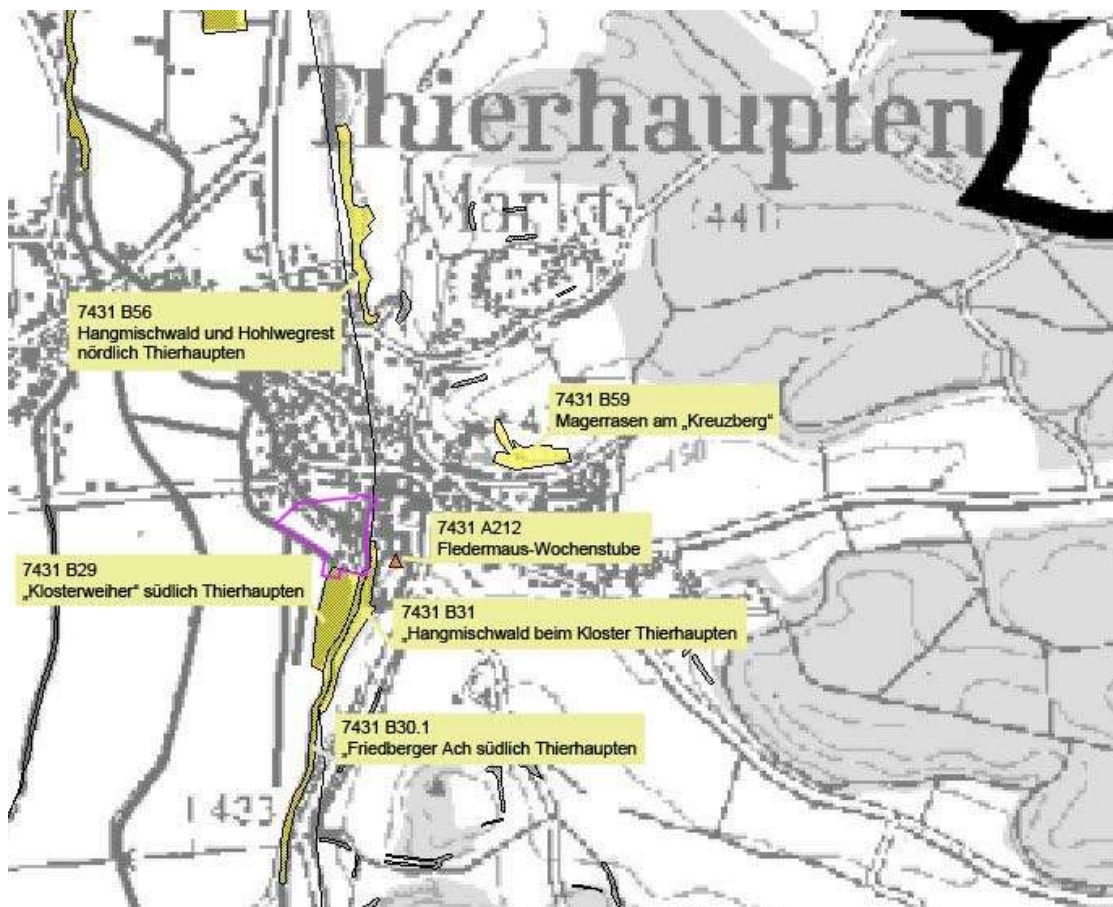 Thierhaupten
Markt
(441)
7431 B56
Hangmischwald und Hohlwegrest
nördlich Thierhaupten
7431 B59
Magerrasen am „Kreuzberg“
450
7431 A212
Fledermaus-Wochenstube
7431 B29
„Klosterweiher“ südlich Thierhaupten
7431 B31
„Hangmischwald beim Kloster Thierhaupten
7431 B30.1
„Friedberger Ach südlich Thierhaupten
433